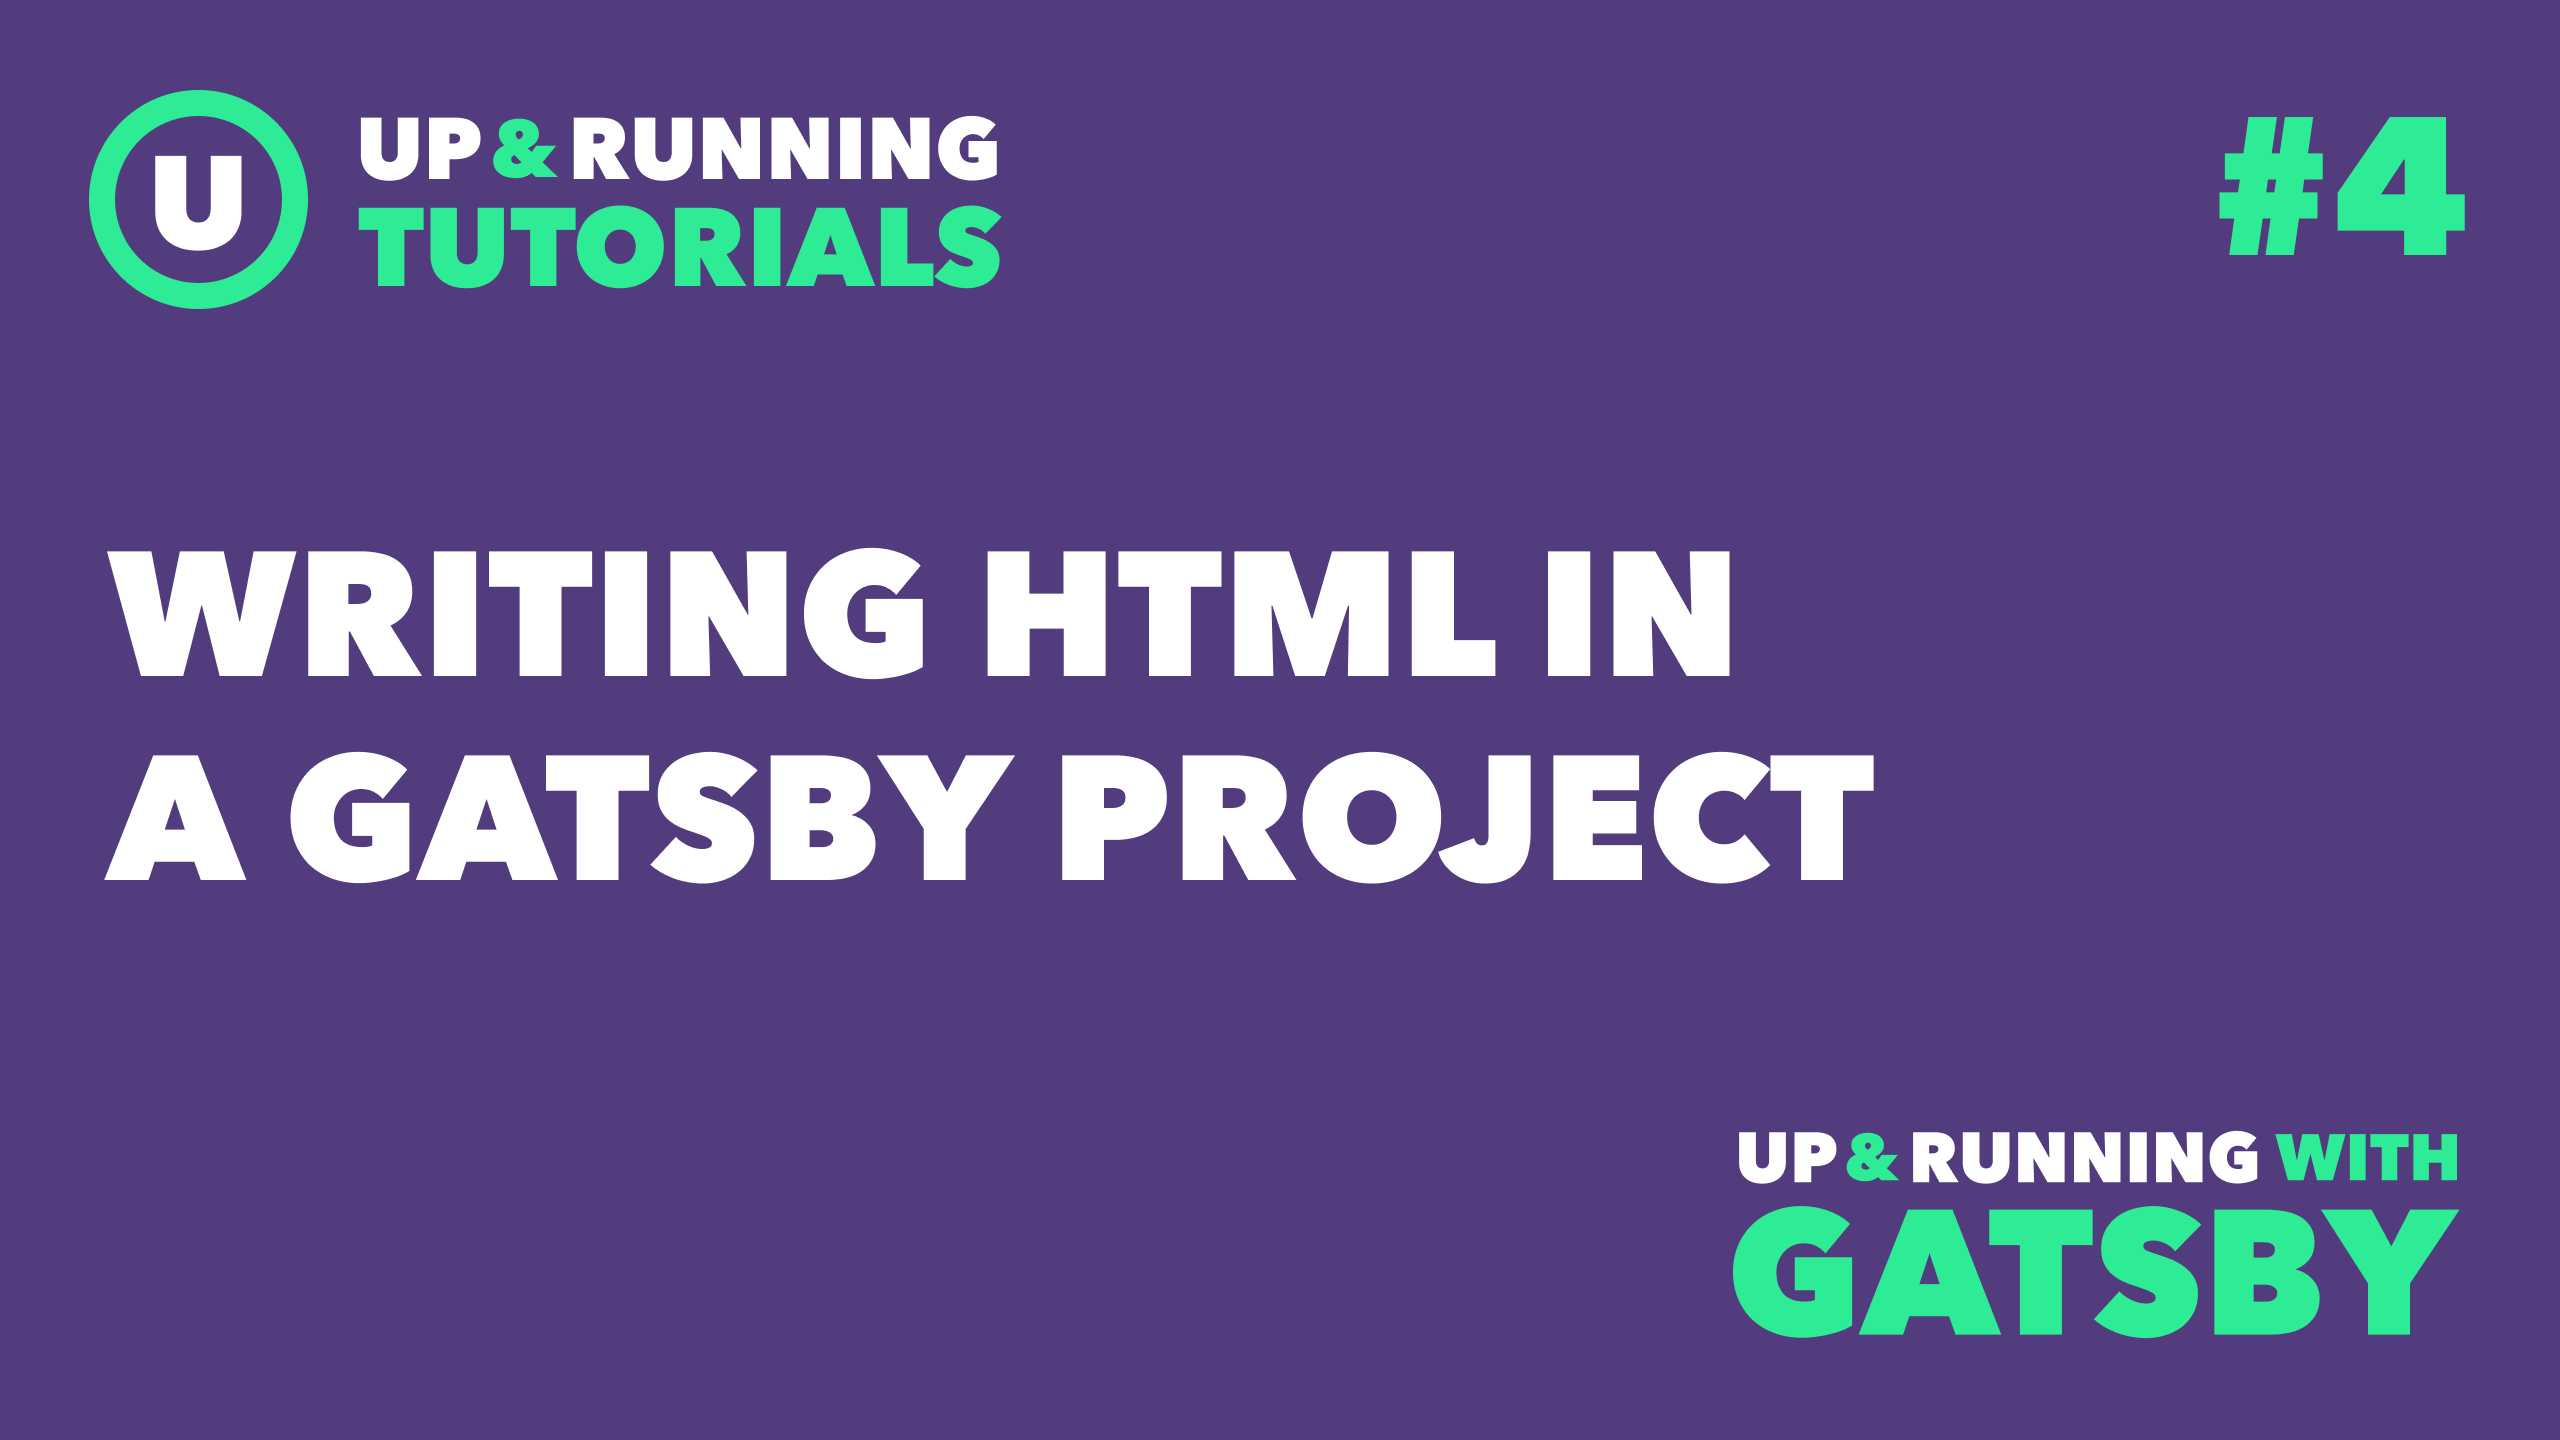 U
UP & RUNNING
TUTORIALS
#4
WRITING HTML IN
A GATSBY PROJECT
UP & RUNNING WITH
GATSBY